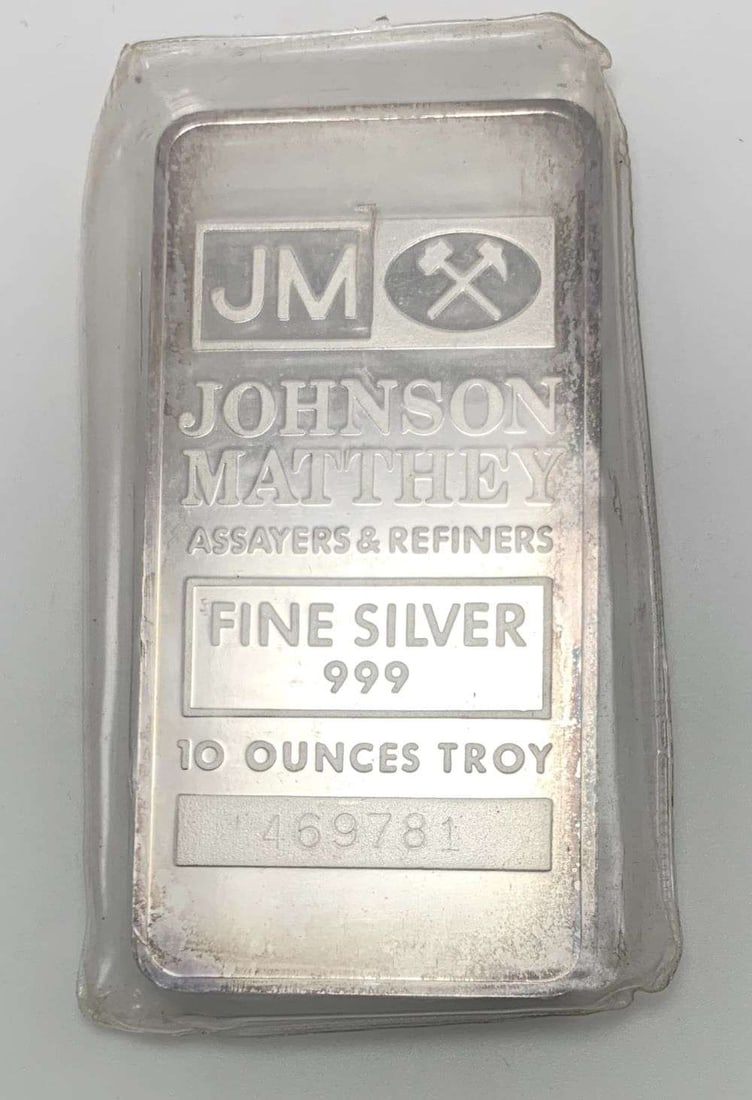 JM
JOHNSON
MATTHEY
ASSAYERS & REFINERS
FINE SILVER
999
10 OUNCES TROY
469781